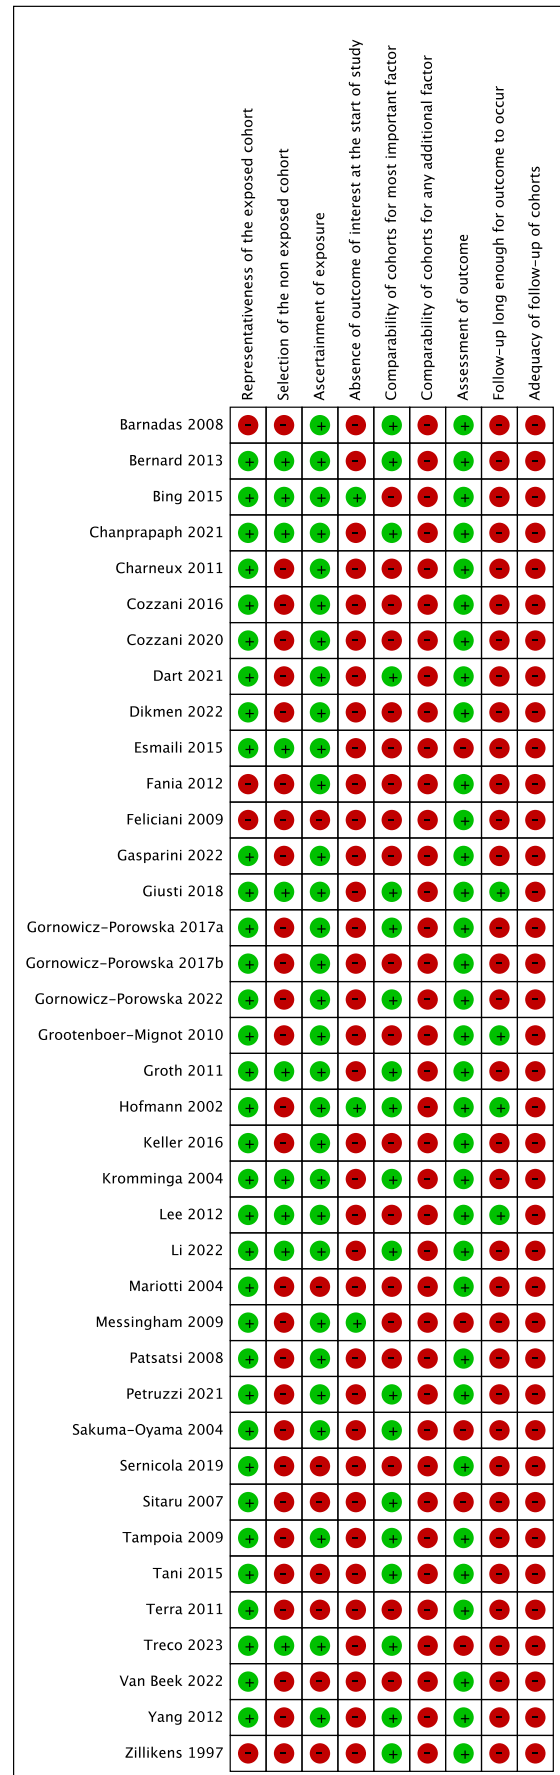 Representativeness of the exposed cohort
Selection of the non exposed cohort
Ascertainment of exposure
Absence of outcome of interest at the start of study
Comparability of cohorts for most important factor
Comparability of cohorts for any additional factor
Assessment of outcome
Follow-up long enough for outcome to occur
Adequacy of follow-up of cohorts
Barnadas 2008 - - + - + - + - -
Bernard 2013 + + + - + - + - -
Bing 2015 + + + + - - + - -
Chanprapaph 2021 + + + - + - + - -
Charneux 2011 + - + - - - + - -
Cozzani 2016 + - + - - - + - -
Cozzani 2020 + - + - - - + - -
Dart 2021 + - + - + - + - -
Dikmen 2022 + - + - - - + - -
Esmaili 2015 + + + - - - - - -
Fania 2012 - - + - - - + - -
Feliciani 2009 - - - - - - + - -
Gasparini 2022 + - + - - - + - -
Giusti 2018 + + + - + - + + -
Gornowicz-Porowska 2017a + - + - + - + - -
Gornowicz-Porowska 2017b + - + - - - + - -
Gornowicz-Porowska 2022 + - + - + - + - -
Grootenboer-Mignot 2010 + - + - - - + + -
Groth 2011 + + + - + - + - -
Hofmann 2002 + - + + + - + + -
Keller 2016 + - + - - - + - -
Kromminga 2004 + + + - + - + - -
Lee 2012 + + + - - - + + -
Li 2022 + + + - + - + - -
Mariotti 2004 + - - - - - + - -
Messingham 2009 + - + + - - - - -
Patsatsi 2008 + - + - - - + - -
Petruzzi 2021 + - + - + - + - -
Sakuma-Oyama 2004 + - + - + - - - -
Sernicola 2019 + - - - - - + - -
Sitaru 2007 + - - - + - - - -
Tampoia 2009 + - + - + - + - -
Tani 2015 + - - - + - + - -
Terra 2011 + - - - - - + - -
Treco 2023 + + + - + - - - -
Van Beek 2022 + - - - - - + - -
Yang 2012 + - + - + - + - -
Zillikens 1997 - - - - + - + - -